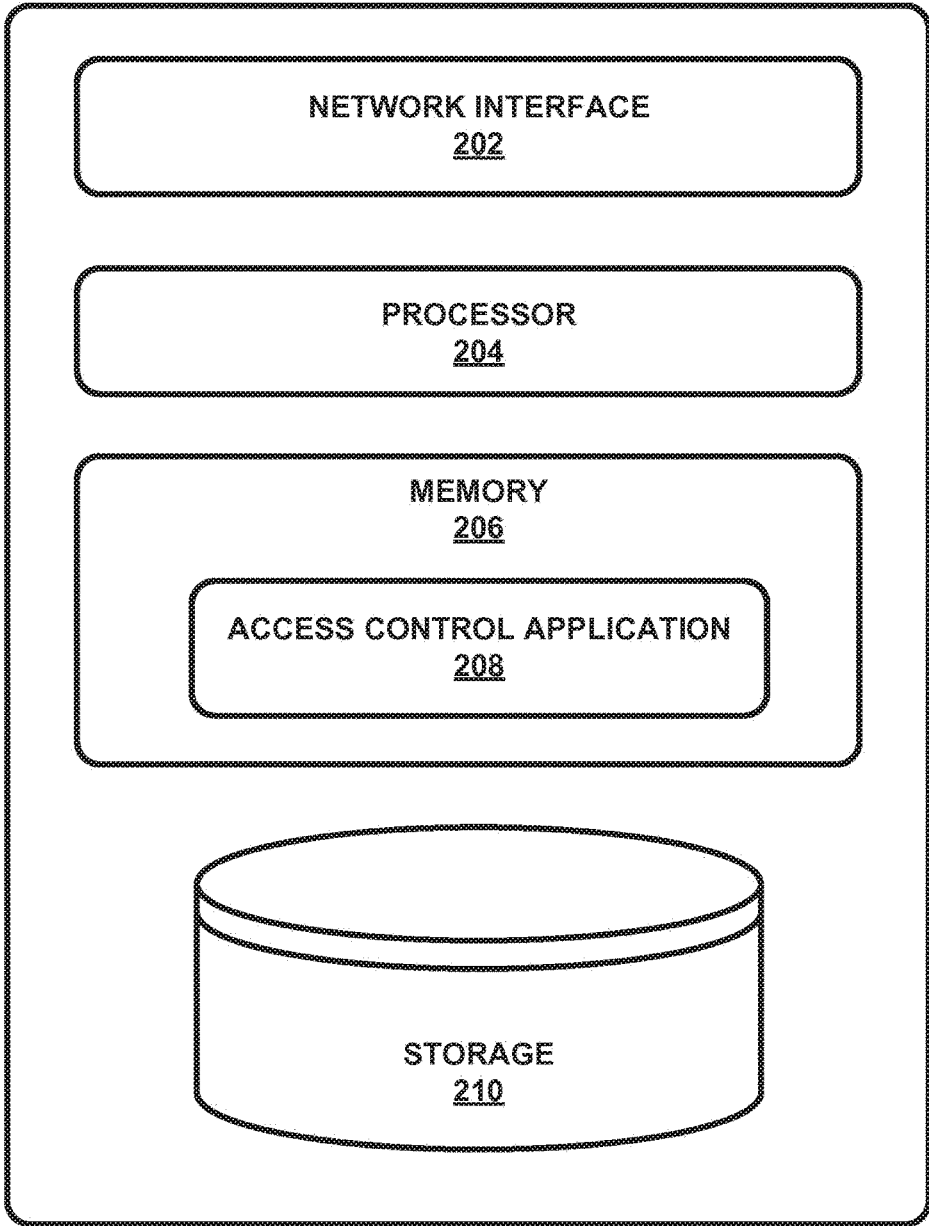 NETWORK INTERFACE
202
PROCESSOR
204
MEMORY
206
ACCESS CONTROL APPLICATION
208
STORAGE
210